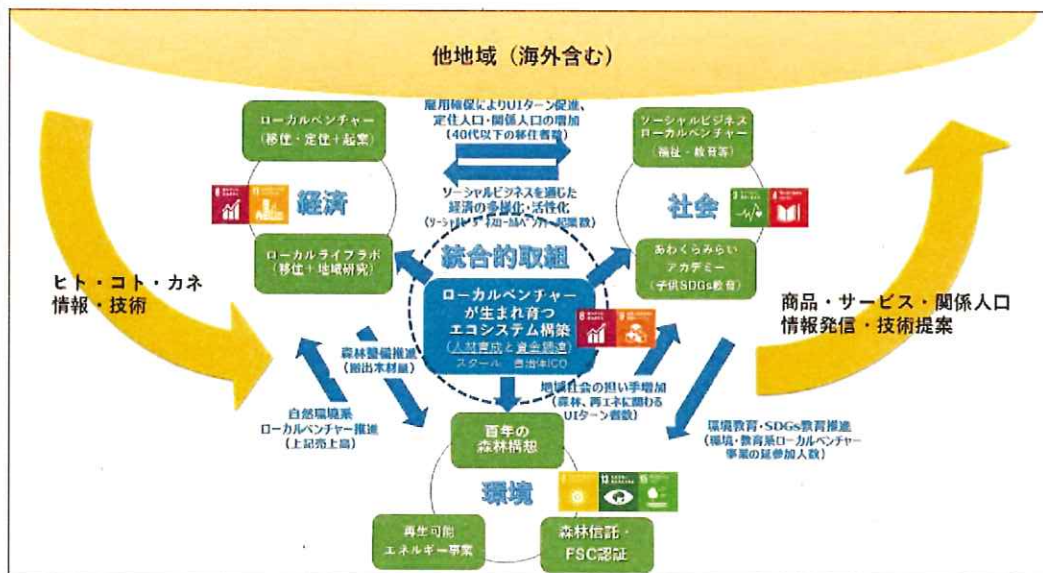 他地域（海外含む）
ローカルベンチャー
（移住・定住＋起業）
雇用確保によりUIターン促進、
定住人口・関係人口の増加
（40代以下の移住者数）
ソーシャルビジネス
ローカルベンチャー
（福祉・教育等）
経済
ソーシャルビジネスを通じた
経済の多様化・活性化
社会
ローカルライフラボ
（移住＋地域研究）
統合的取組
あわくらみらい
アカデミー
（子供SDGs教育）
ヒト・コト・カネ
情報・技術
ローカルベンチャー
が生まれ育つ
エコシステム構築
（人材育成と資金調達）
スクール　自治体ICO
商品・サービス・関係人口
情報発信・技術提案
森林整備推進
（搬出木材量）
自然環境系
ローカルベンチャー推進
（上記売上高）
地域社会の担い手増加
（森林、再エネに関わる
UIターン者数）
環境教育・SDGs教育推進
（環境・教育系ローカルベンチャー
事業の延参加人数）
百年の
森林構想
環境
再生可能
エネルギー事業
森林信託・
FSC認証